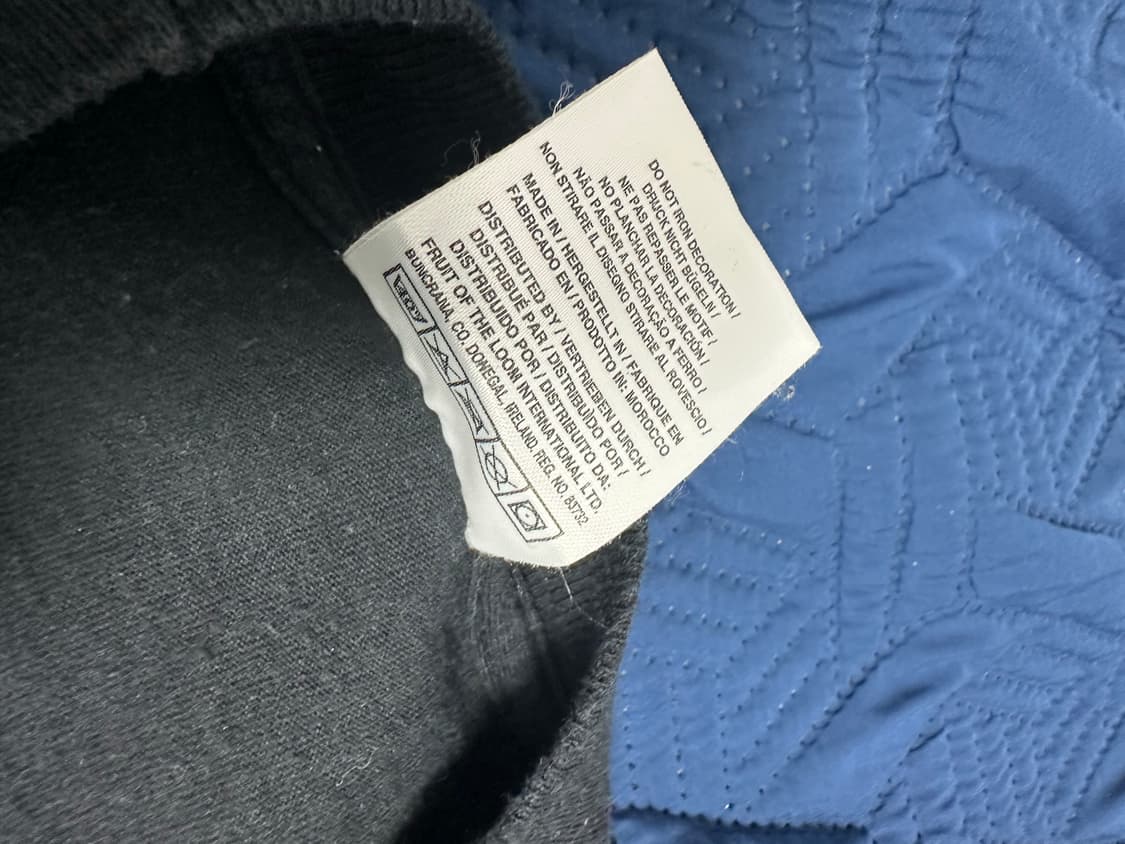 DO NOT IRON DECORATION /
DRUCK NICHT BÜGELN /
NE PAS REPASSER LE MOTIF /
NO PLANCHAR LA DECORACIÓN /
NÃO PASSAR A DECORAÇÃO A FERRO /
NON STIRARE IL DISEGNO STIRARE AL ROVESCIO /
MADE IN / HERGESTELLT IN / FABRIQUE EN
FABRICADO EN / PRODOTTO IN: MOROCCO
DISTRIBUTED BY / VERTRIEBEN DURCH /
DISTRIBUÉ PAR / DISTRIBUÍDO POR /
DISTRIBUIDO POR / DISTRIBUITO DA:
FRUIT OF THE LOOM INTERNATIONAL LTD.
BUNCRANA, CO. DONEGAL, IRELAND. REG. NO. 83732